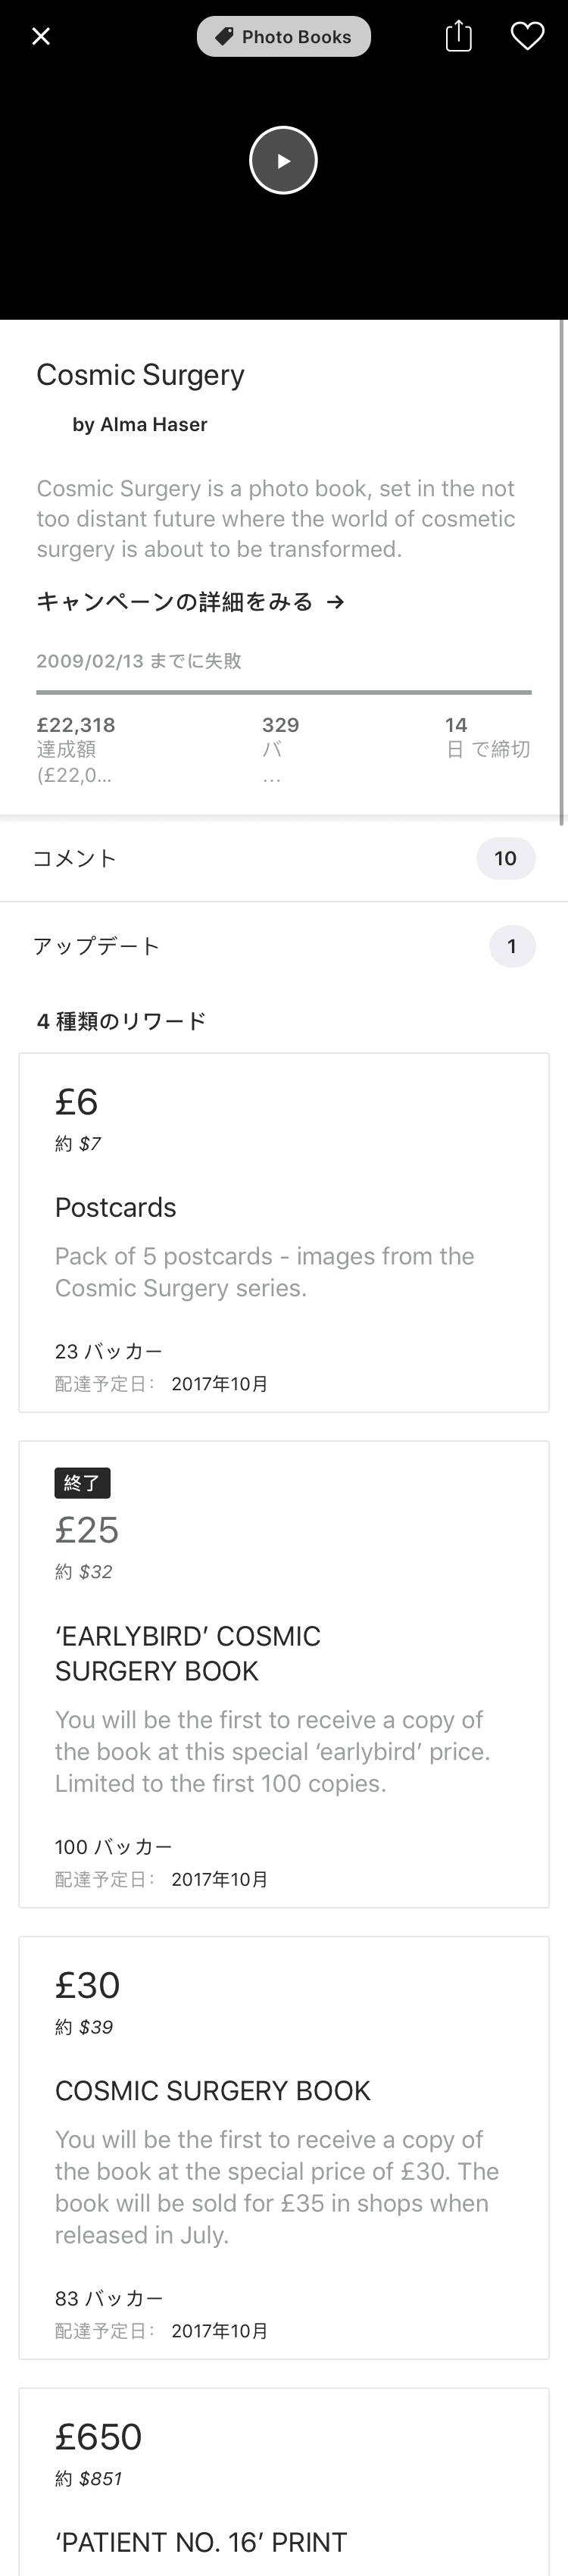 Photo Books
Cosmic Surgery
by Alma Haser
Cosmic Surgery is a photo book, set in the not
too distant future where the world of cosmetic
surgery is about to be transformed.
キャンペーンの詳細をみる →
2009/02/13 までに失敗
£22,318
達成額
(£22,0...
329
バ
...
14
日 で締切
コメント
10
アップデート
1
4 種類のリワード
£6
約 $7
Postcards
Pack of 5 postcards - images from the
Cosmic Surgery series.
23 バッカー
配達予定日： 2017年10月
終了
£25
約 $32
‘EARLYBIRD’ COSMIC
SURGERY BOOK
You will be the first to receive a copy of
the book at this special ‘earlybird’ price.
Limited to the first 100 copies.
100 バッカー
配達予定日： 2017年10月
£30
約 $39
COSMIC SURGERY BOOK
You will be the first to receive a copy of
the book at the special price of £30. The
book will be sold for £35 in shops when
released in July.
83 バッカー
配達予定日： 2017年10月
£650
約 $851
‘PATIENT NO. 16’ PRINT